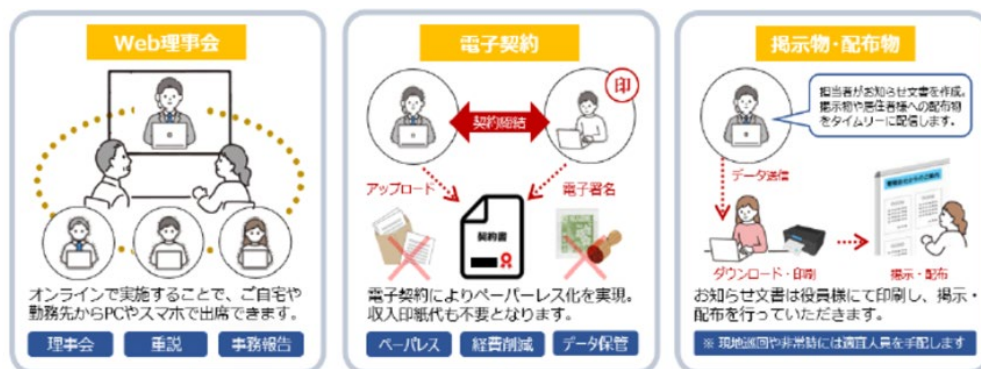 Web理事会
オンラインで実施することで、ご自宅や
勤務先からPCやスマホで出席できます。
理事会
重説
事務報告
電子契約
印
契約締結
アップロード
電子署名
契約書
電子契約によりペーパーレス化を実現。
収入印紙代も不要となります。
ペーパレス
経費削減
データ保管
掲示物・配布物
担当者がお知らせ文書を作成。
掲示物や居住者様への配布物
をタイムリーに配信します。
データ送信
管理会社からのご案内
ダウンロード・印刷
掲示・配布
お知らせ文書は役員様にて印刷し、掲示・
配布を行っていただきます。
※ 現地巡回や非常時には適宜人員を手配します